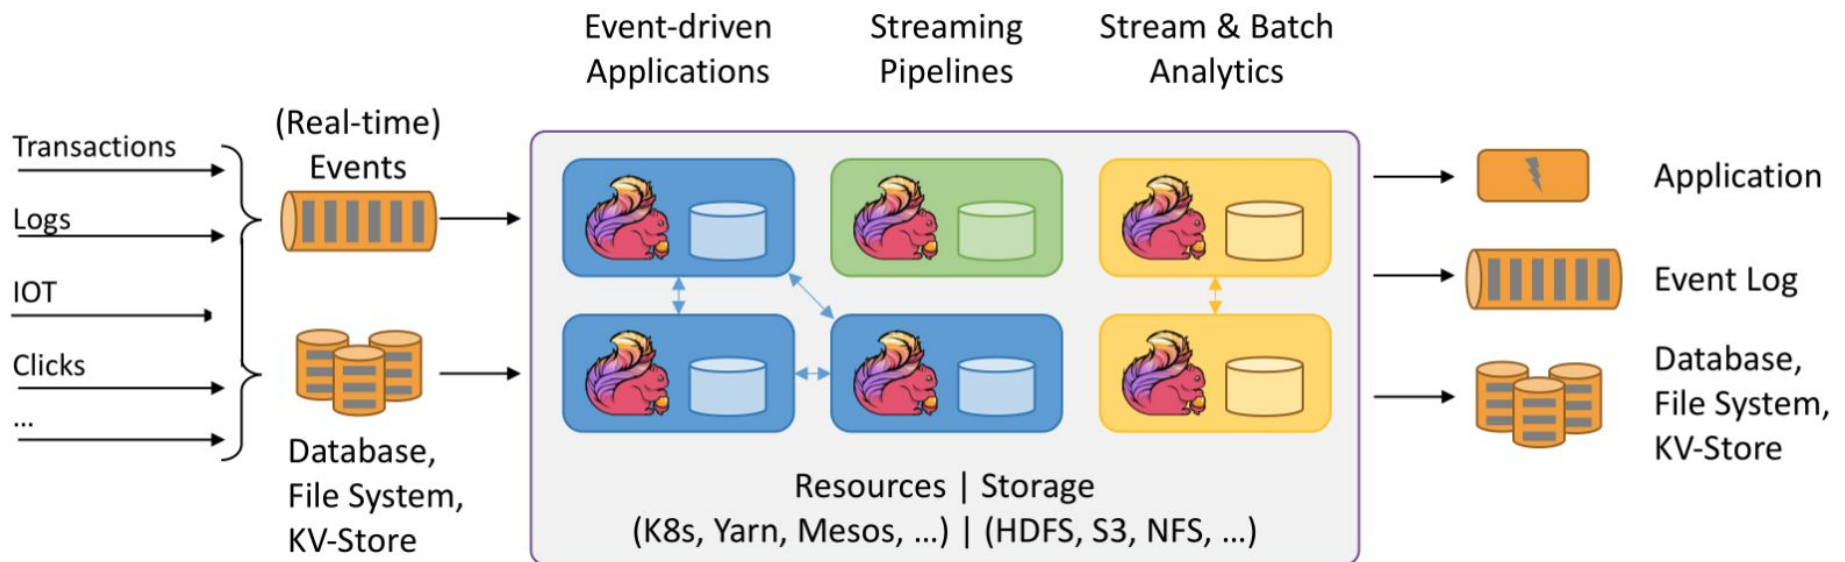 Event-driven
Applications
Streaming
Pipelines
Stream & Batch
Analytics
Transactions
Logs
IOT
Clicks
...
(Real-time)
Events
Database,
File System,
KV-Store
Resources | Storage
(K8s, Yarn, Mesos, ...) | (HDFS, S3, NFS, ...)
Application
Event Log
Database,
File System,
KV-Store